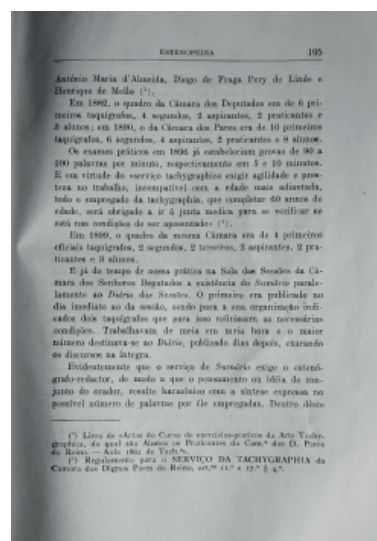 ESTENOPEDIA 195
António Maria d'Almeida, Diogo de Fraga Pery de Linde e
Henrique de Mello (¹).
Em 1882, o quadro da Câmara dos Deputados era de 6 pri-
meiros taquígrafos, 4 segundos, 2 aspirantes, 2 praticantes e
8 alunos; em 1890, o da Câmara dos Pares era de 10 primeiros
taquígrafos, 6 segundos, 4 aspirantes, 2 praticantes e 8 alunos.
Os exames práticos em 1896 já estabeleciam provas de 90 a
100 palavras por minuto, respectivamente em 5 e 10 minutos.
E em virtude do «serviço tachygraphico exigir agilidade e pres-
teza no trabalho, incompativel com a edade mais adiantada,
todo o empregado da tachygraphia, que completar 60 annos de
edade, será obrigado a ir á junta medica para se verificar se
está nas condições de ser aposentado» (²).
Em 1899, o quadro da mesma Câmara era de 4 primeiros
oficiais taquígrafos, 2 segundos, 2 terceiros, 2 aspirantes, 2 pra-
ticantes e 3 alunos.
É já do tempo de nossa prática na Sala das Sessões da Câ-
mara dos Senhores Deputados a existência do Sumário parale-
lamente ao Diário das Sessões. O primeiro era publicado no
dia imediato ao da sessão, sendo para a sua organização indi-
cados dois taquígrafos que para isso reünissem as necessárias
condições. Trabalhavam de meia em meia hora e o maior
número destinava-se ao Diário, publicado dias depois, exarando
os discursos na íntegra.
Evidentemente que o serviço de Sumário exige o estenó-
grafo-redactor, de modo a que o pensamento ou idéia de con-
junto do orador, resulte harmónico com a síntese expressa no
possível número de palavras por êle empregadas. Dentro dêste
(¹) Livro de «Actas do Curso de exercicios-praticos da Arte Tachy-
graphica, do qual são Alumnos os Praticantes da Cam.ª dos D. Pares
do Reino. — Aula 1862 de Tach.ª».
(²) Regulamento para o SERVIÇO DA TACHYGRAPHIA da
Camara dos Dignos Pares do Reino, art.ºˢ 11.º e 17.º § 4.º.